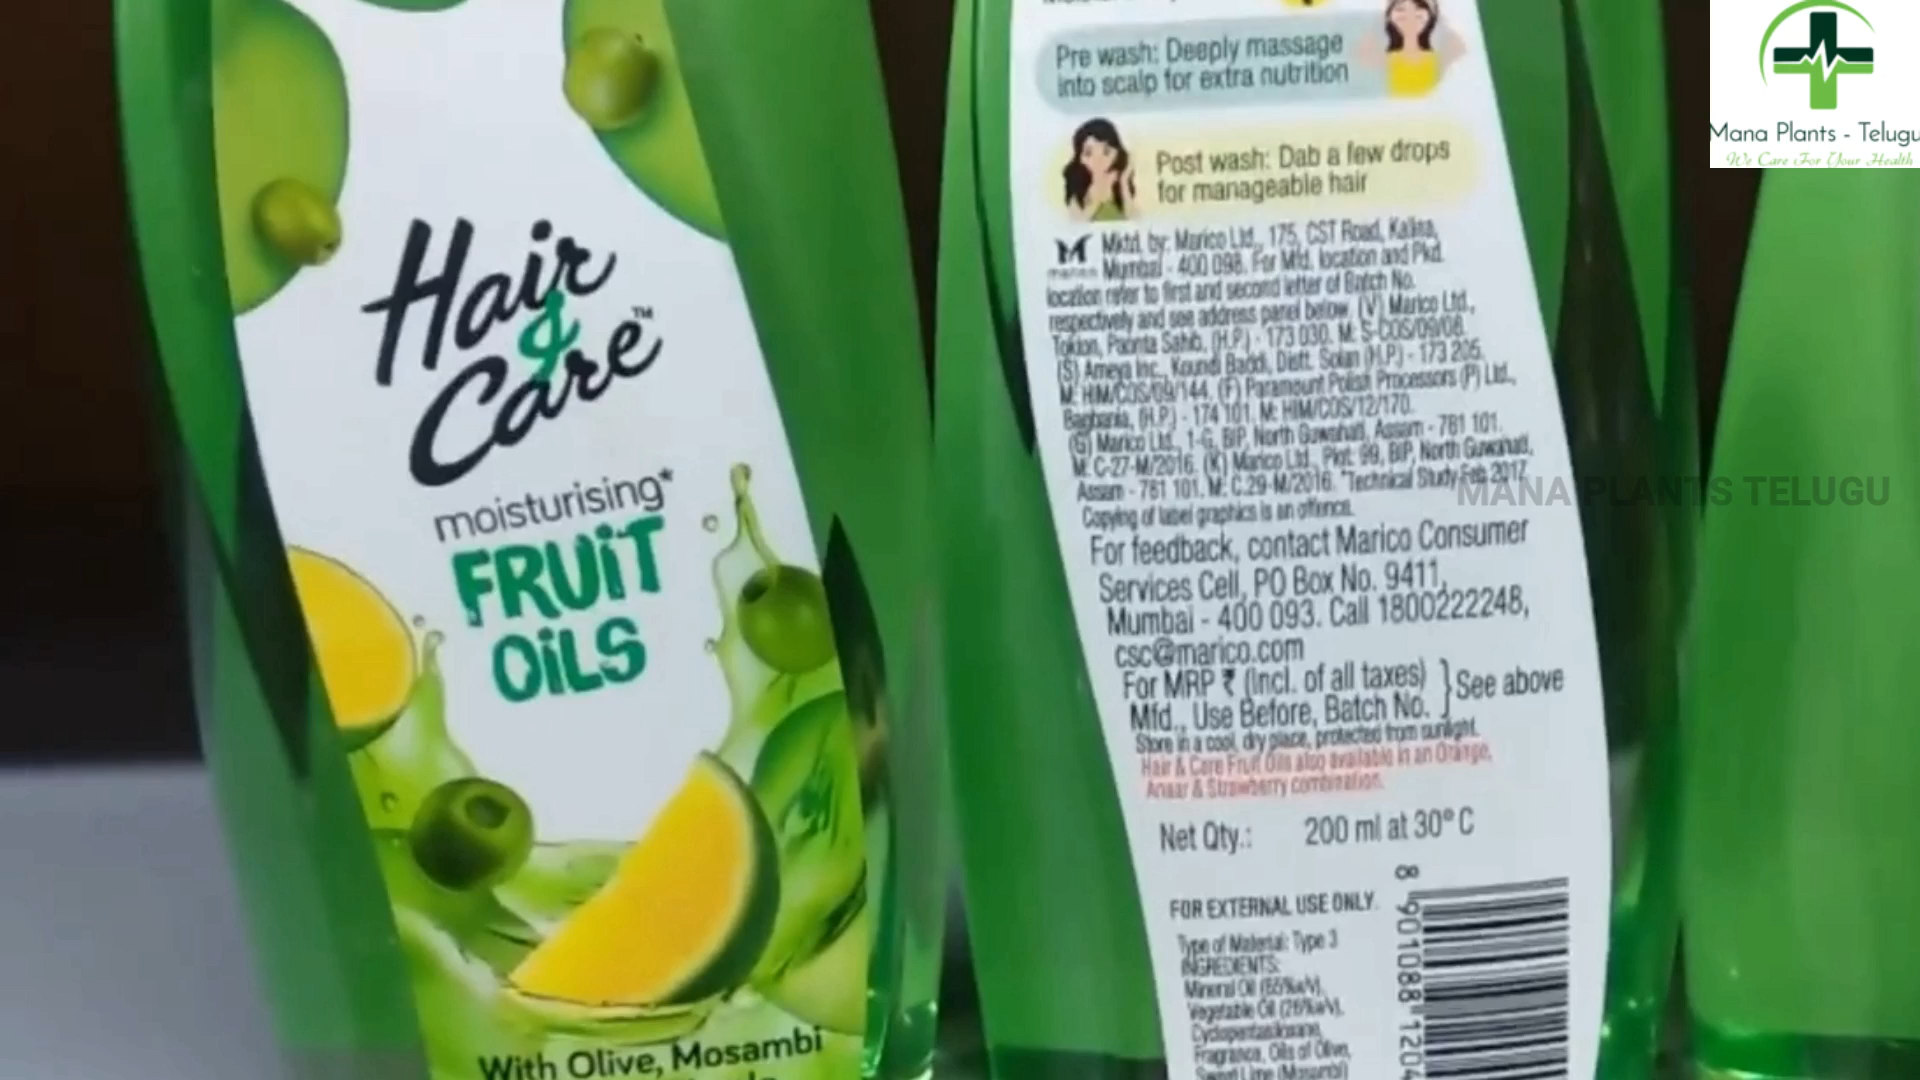 Hair
&
Care™
moisturising*
FRUiT
OiLS
With Olive, Mosambi
Pre wash: Deeply massage
into scalp for extra nutrition
Post wash: Dab a few drops
for manageable hair
marico
Mktd. by: Marico Ltd., 175, CST Road, Kalina,
Mumbai - 400 098. For Mfd. location and Pkd.
location refer to first and second letter of Batch No.
respectively and see address panel below. (V) Marico Ltd.,
Tokion, Paonta Sahib, (H.P.) - 173 030. M: S-COS/09/08.
(S) Ameya Inc., Koundi Baddi, Distt. Solan (H.P.) - 173 205.
M: HIM/COS/09/144. (F) Paramount Polish Processors (P) Ltd.,
Bagbania, (H.P.) - 174 101. M: HIM/COS/12/170.
(G) Marico Ltd., 1-G, BIP, North Guwahati, Assam - 781 101.
M: C-27-M/2016. (K) Marico Ltd., Plot: 99, BIP, North Guwahati,
Assam - 781 101. M: C.29-M/2016. *Technical Study Feb 2017.
Copying of label graphics is an offence.
For feedback, contact Marico Consumer
Services Cell, PO Box No. 9411,
Mumbai - 400 093. Call 1800222248,
csc@marico.com
For MRP ₹ (Incl. of all taxes)
Mfd., Use Before, Batch No. } See above
Store in a cool, dry place, protected from sunlight.
Hair & Care Fruit Oils also available in an Orange,
Anaar & Strawberry combination.
Net Qty.: 200 ml at 30° C
FOR EXTERNAL USE ONLY.
Type of Material: Type 3
INGREDIENTS:
Mineral Oil (65%w/v),
Vegetable Oil (26%w/v),
Cyclopentasiloxane,
Fragrance, Oils of Olive,
Sweet Lime (Mosambi)
8 901088 1204
Mana Plants - Telugu
We Care For Your Health
MANA PLANTS TELUGU